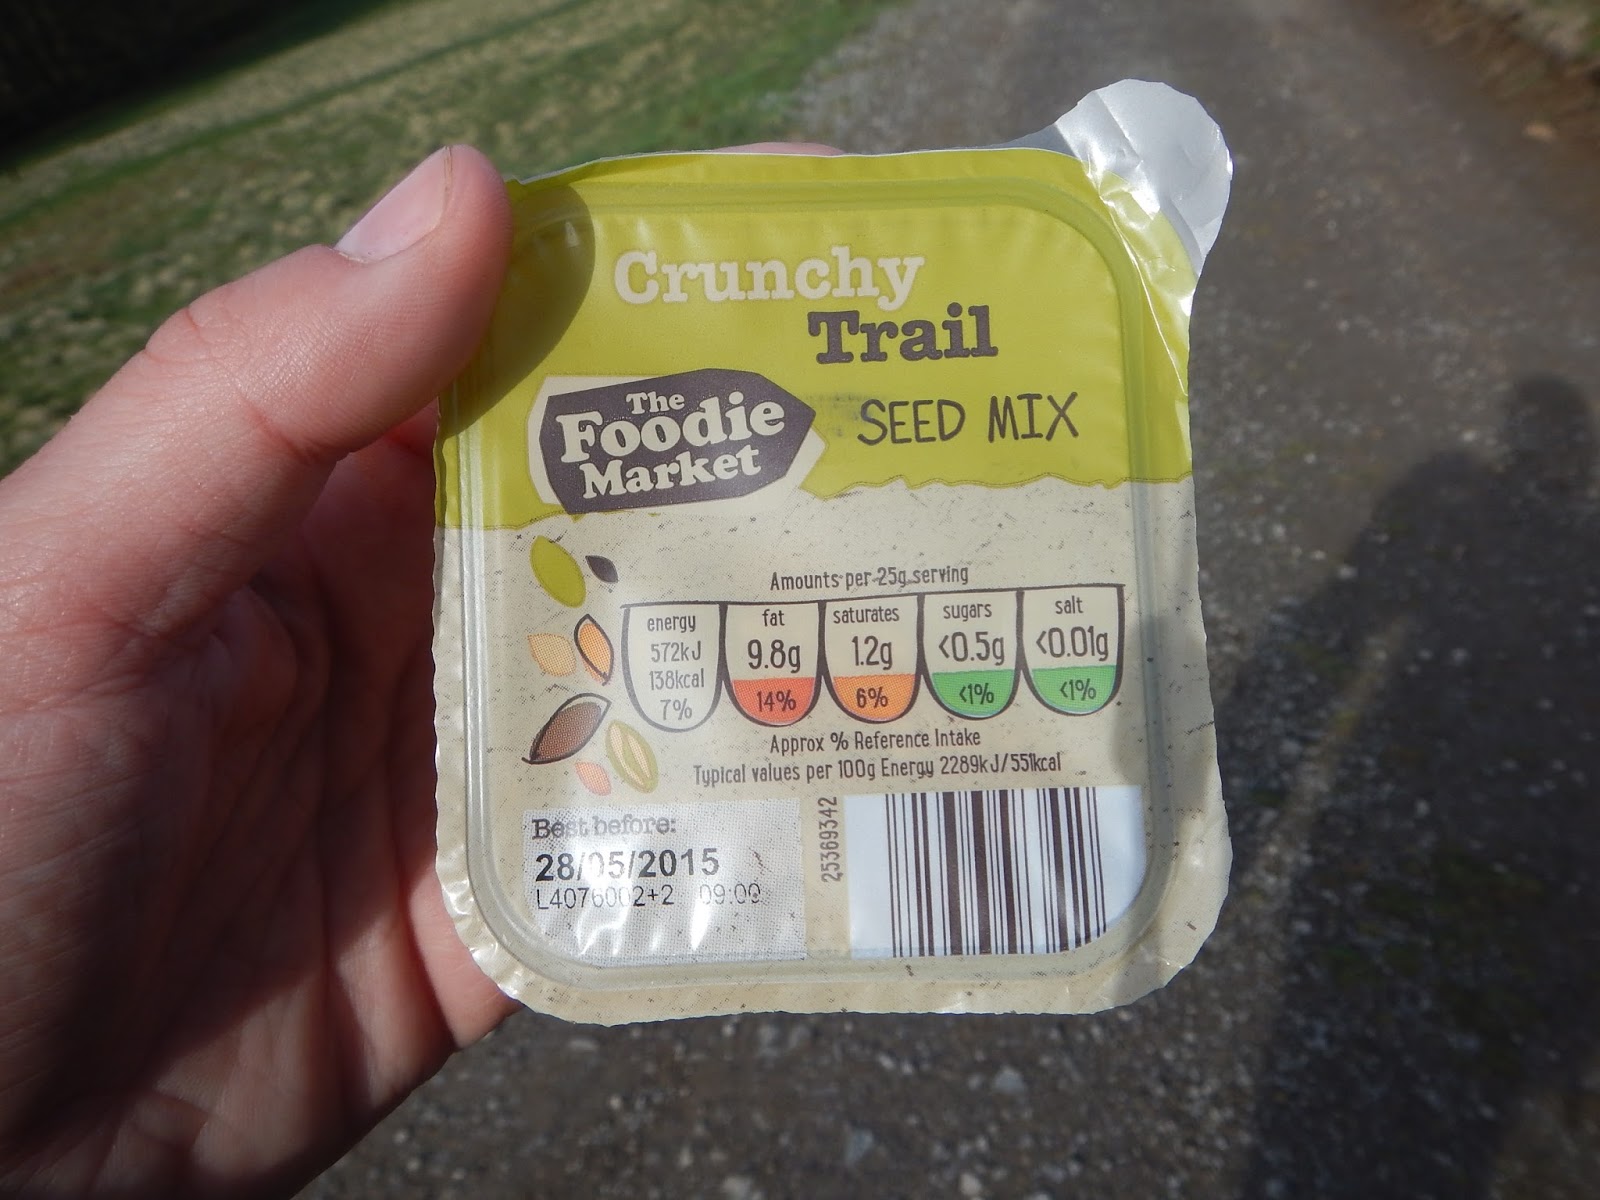 Crunchy
Trail
The
Foodie
Market
SEED MIX
Amounts per 25g serving
energy
572kJ
138kcal
7%
fat
9.8g
14%
saturates
1.2g
6%
sugars
<0.5g
<1%
salt
<0.01g
<1%
Approx % Reference Intake
Typical values per 100g Energy 2289kJ/551kcal
Best before:
28/05/2015
L4076002+2 09:00
25369342